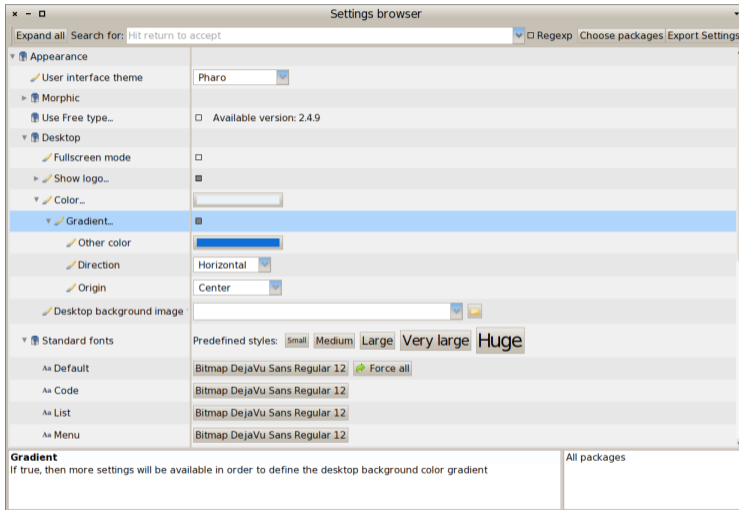 Settings browser
Expand all Search for: Hit return to accept Regexp Choose packages Export Settings
Appearance
User interface theme Pharo
Morphic
Use Free type... Available version: 2.4.9
Desktop
Fullscreen mode
Show logo...
Color...
Gradient...
Other color
Direction Horizontal
Origin Center
Desktop background image
Standard fonts Predefined styles: Small Medium Large Very large Huge
Aa Default Bitmap DejaVu Sans Regular 12 Force all
Aa Code Bitmap DejaVu Sans Regular 12
Aa List Bitmap DejaVu Sans Regular 12
Aa Menu Bitmap DejaVu Sans Regular 12
Gradient
If true, then more settings will be available in order to define the desktop background color gradient
All packages